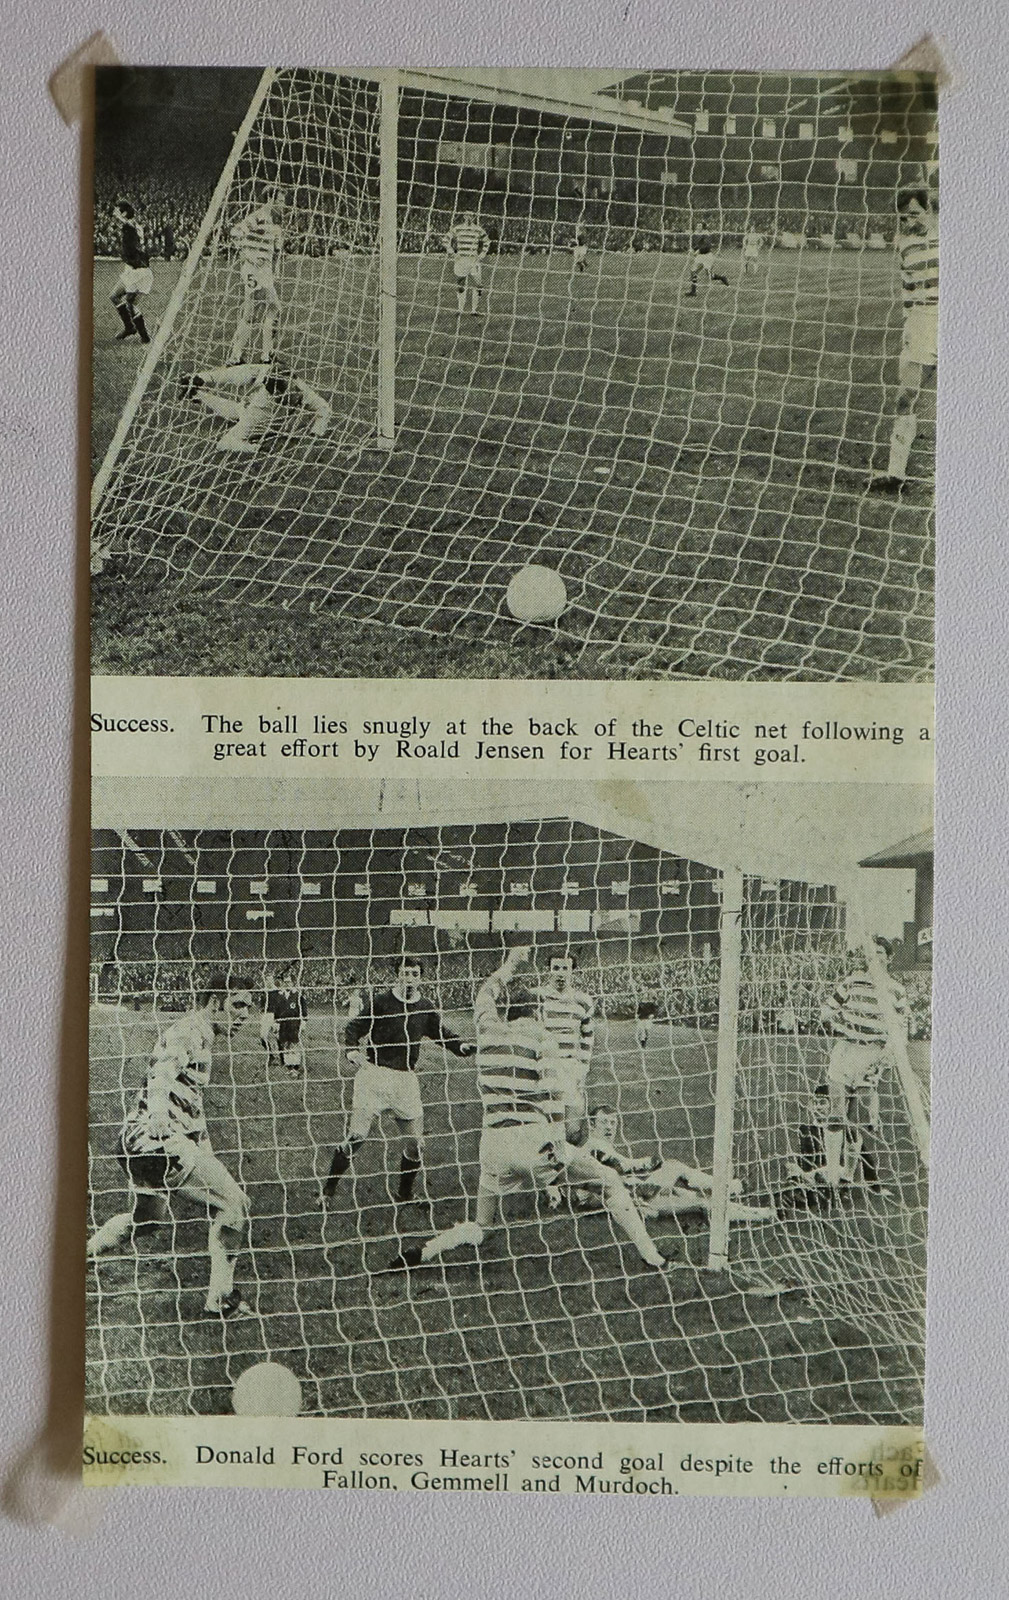 Success. The ball lies snugly at the back of the Celtic net following a
great effort by Roald Jensen for Hearts' first goal.
Success. Donald Ford scores Hearts' second goal despite the efforts of
Fallon, Gemmell and Murdoch.